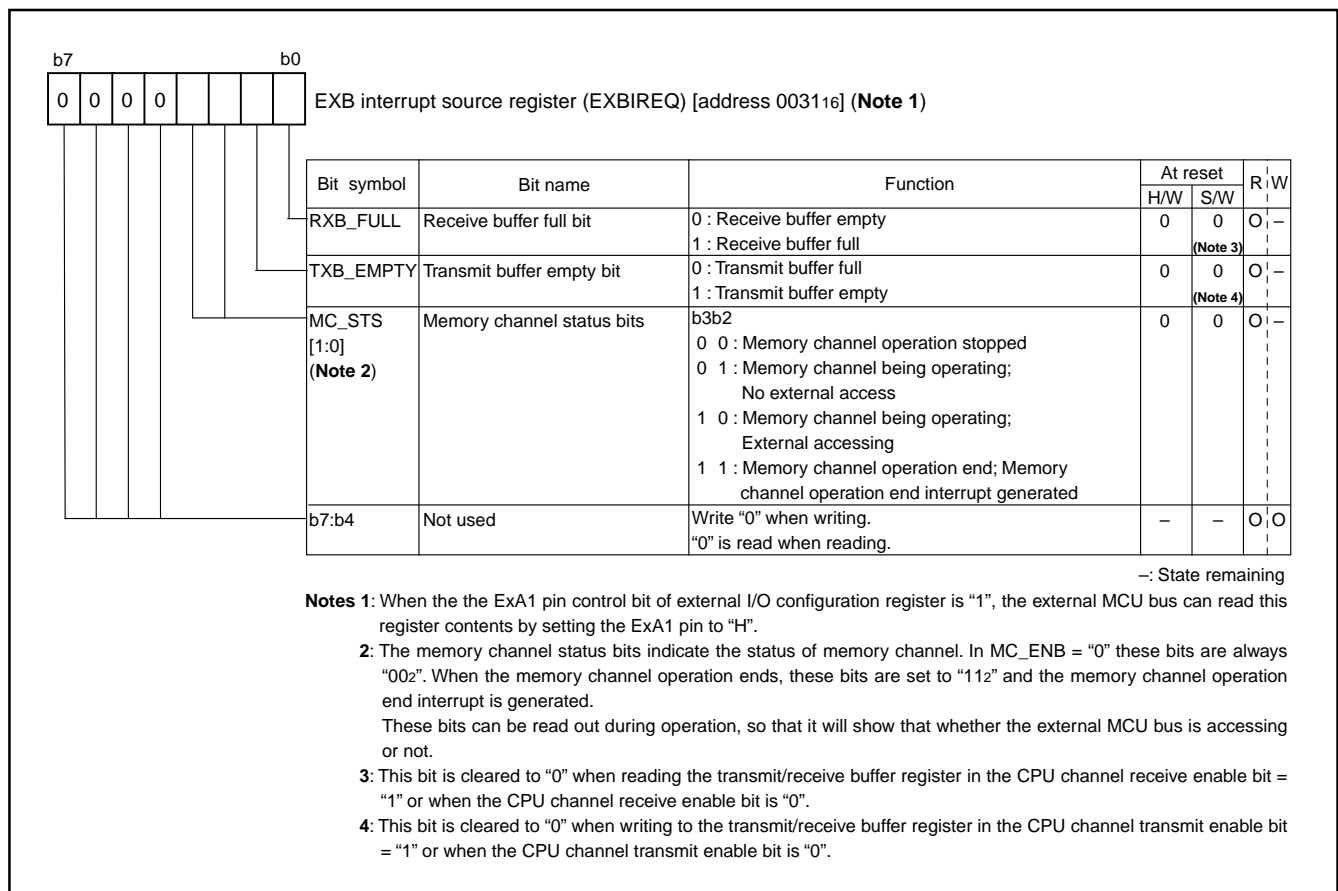 b7 b0
0 0 0 0
EXB interrupt source register (EXBIREQ) [address 003116] (Note 1)
Bit symbol Bit name Function At reset R W
H/W S/W
RXB_FULL Receive buffer full bit 0 : Receive buffer empty 0 0 O –
1 : Receive buffer full (Note 3)
TXB_EMPTY Transmit buffer empty bit 0 : Transmit buffer full 0 0 O –
1 : Transmit buffer empty (Note 4)
MC_STS Memory channel status bits b3b2 0 0 O –
[1:0] 0 0 : Memory channel operation stopped
(Note 2) 0 1 : Memory channel being operating;
No external access
1 0 : Memory channel being operating;
External accessing
1 1 : Memory channel operation end; Memory
channel operation end interrupt generated
b7:b4 Not used Write “0” when writing. – – O O
“0” is read when reading.
–: State remaining
Notes 1: When the the ExA1 pin control bit of external I/O configuration register is “1”, the external MCU bus can read this
register contents by setting the ExA1 pin to “H”.
2: The memory channel status bits indicate the status of memory channel. In MC_ENB = “0” these bits are always
“002”. When the memory channel operation ends, these bits are set to “112” and the memory channel operation
end interrupt is generated.
These bits can be read out during operation, so that it will show that whether the external MCU bus is accessing
or not.
3: This bit is cleared to “0” when reading the transmit/receive buffer register in the CPU channel receive enable bit =
“1” or when the CPU channel receive enable bit is “0”.
4: This bit is cleared to “0” when writing to the transmit/receive buffer register in the CPU channel transmit enable bit
= “1” or when the CPU channel transmit enable bit is “0”.